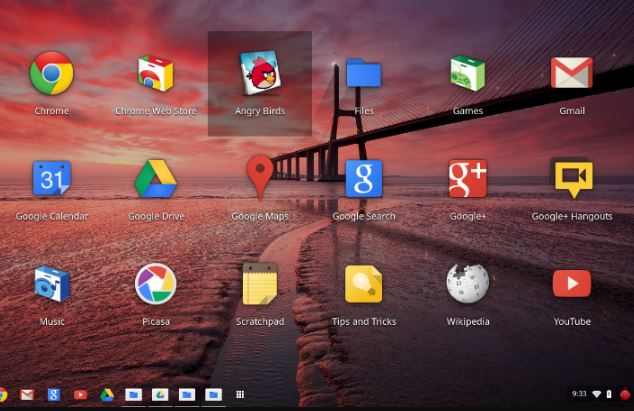 Chrome
Chrome Web Store
Angry Birds
Files
Games
Gmail
31
g
g+
Google Calendar
Google Drive
Google Maps
Google Search
Google+
Google+ Hangouts
W
Music
Picasa
Scratchpad
Tips and Tricks
Wikipedia
YouTube
g
9:33